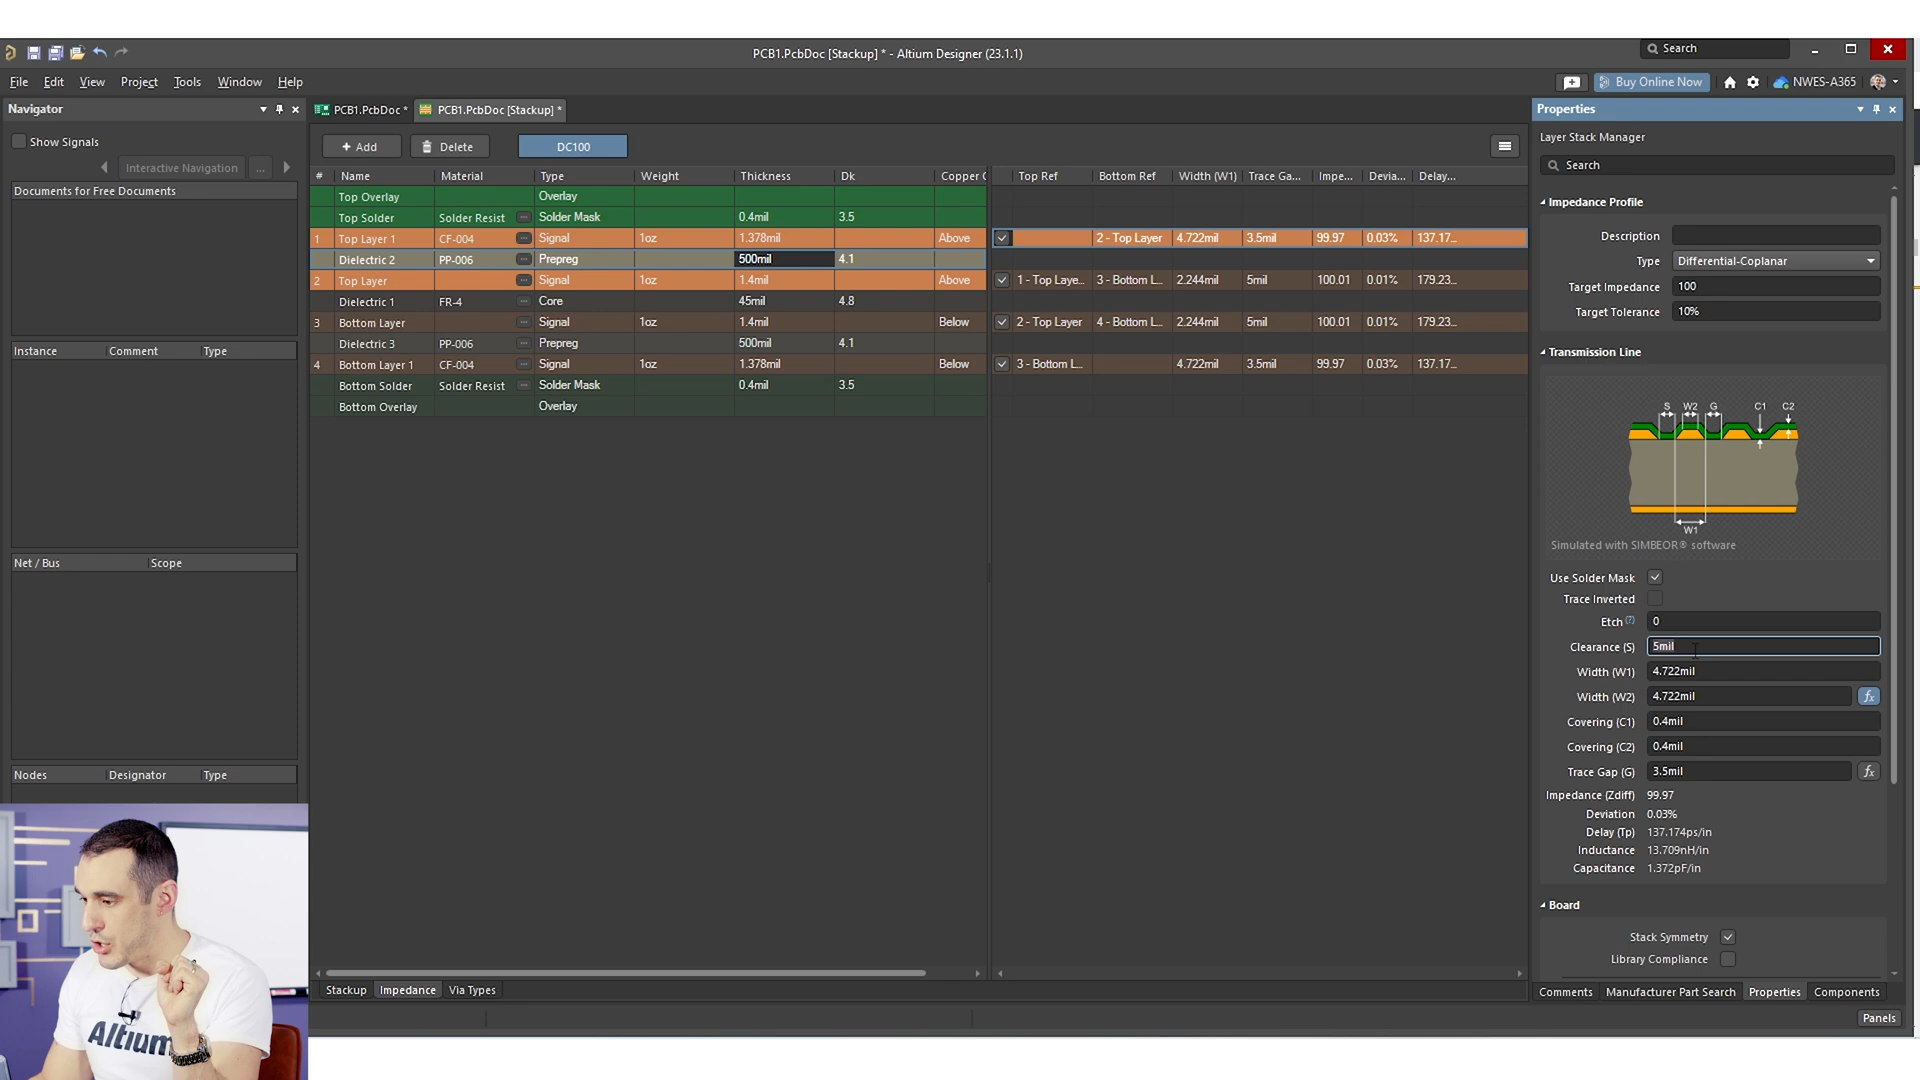 PCB1.PcbDoc [Stackup] * - Altium Designer (23.1.1)
Search
File Edit View Project Tools Window Help
Buy Online Now
NWES-A365
Navigator
PCB1.PcbDoc *
PCB1.PcbDoc [Stackup] *
Properties
Show Signals
Layer Stack Manager
+ Add
Delete
DC100
Interactive Navigation ...
Search
Documents for Free Documents
# Name Material Type Weight Thickness Dk Copper
Top Ref Bottom Ref Width (W1) Trace Ga... Impe... Devia... Delay...
Top Overlay Overlay
Top Solder Solder Resist Solder Mask 0.4mil 3.5
1 Top Layer 1 CF-004 Signal 1oz 1.378mil Above
2 - Top Layer 4.722mil 3.5mil 99.97 0.03% 137.17...
Dielectric 2 PP-006 Prepreg 500mil 4.1
2 Top Layer Signal 1oz 1.4mil Above
1 - Top Laye... 3 - Bottom L... 2.244mil 5mil 100.01 0.01% 179.23...
Dielectric 1 FR-4 Core 45mil 4.8
3 Bottom Layer Signal 1oz 1.4mil Below
2 - Top Layer 4 - Bottom L... 2.244mil 5mil 100.01 0.01% 179.23...
Dielectric 3 PP-006 Prepreg 500mil 4.1
4 Bottom Layer 1 CF-004 Signal 1oz 1.378mil Below
3 - Bottom L... 4.722mil 3.5mil 99.97 0.03% 137.17...
Bottom Solder Solder Resist Solder Mask 0.4mil 3.5
Bottom Overlay Overlay
Instance Comment Type
Net / Bus Scope
Nodes Designator Type
Impedance Profile
Description
Type Differential-Coplanar
Target Impedance 100
Target Tolerance 10%
Transmission Line
S W2 G C1 C2
W1
Simulated with SIMBEOR® software
Use Solder Mask
Trace Inverted
Etch (?) 0
Clearance (S) 5mil
Width (W1) 4.722mil
Width (W2) 4.722mil fx
Covering (C1) 0.4mil
Covering (C2) 0.4mil
Trace Gap (G) 3.5mil fx
Impedance (Zdiff) 99.97
Deviation 0.03%
Delay (Tp) 137.174ps/in
Inductance 13.709nH/in
Capacitance 1.372pF/in
Board
Stack Symmetry
Library Compliance
Stackup Impedance Via Types
Comments Manufacturer Part Search Properties Components
Panels
Altium